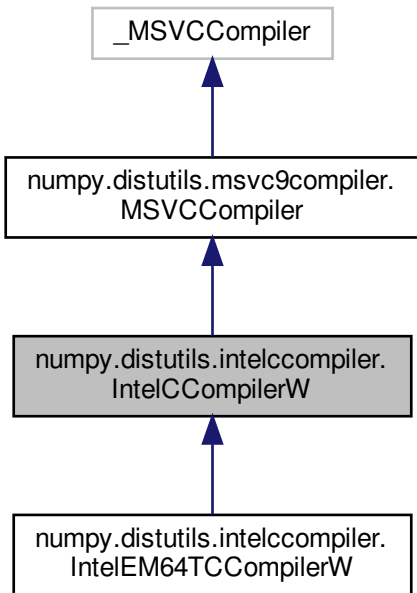 _MSVCCompiler
numpy.distutils.msvc9compiler.
MSVCCompiler
numpy.distutils.intelccompiler.
IntelCCompilerW
numpy.distutils.intelccompiler.
IntelEM64TCCompilerW